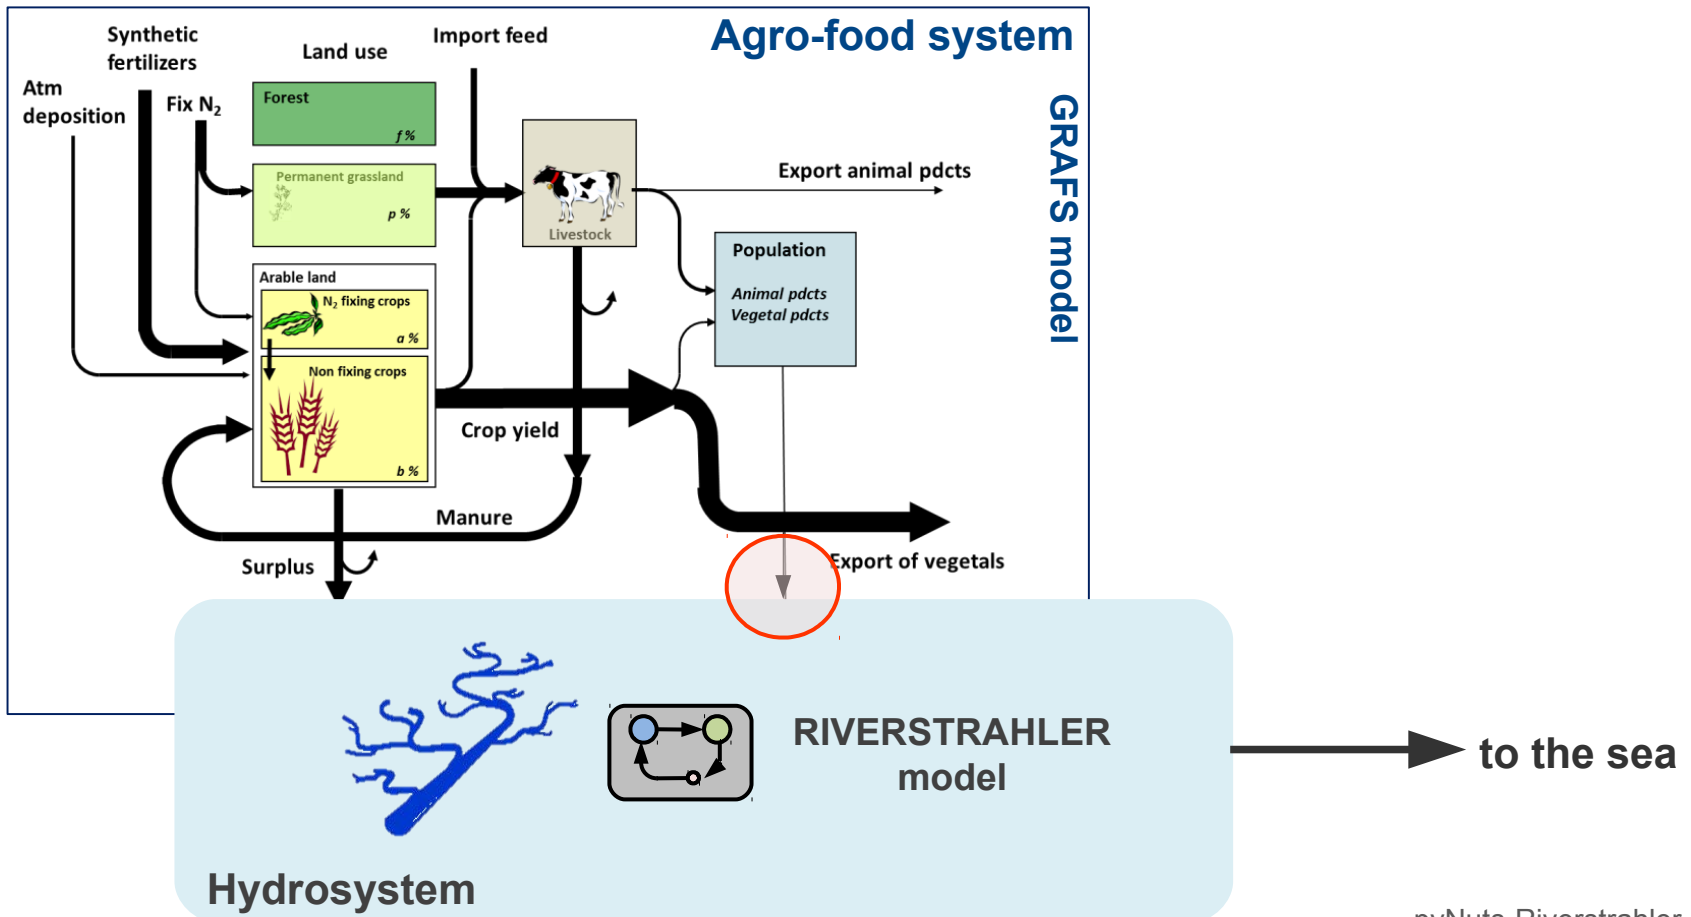 Agro-food system
GRAFS model
Synthetic
fertilizers
Land use
Import feed
Atm
deposition
Fix N2
Forest
f %
Permanent grassland
p %
Livestock
Export animal pdcts
Population
Animal pdcts
Vegetal pdcts
Arable land
N2 fixing crops
a %
Non fixing crops
b %
Crop yield
Manure
Surplus
Export of vegetals
RIVERSTRAHLER
model
to the sea
Hydrosystem